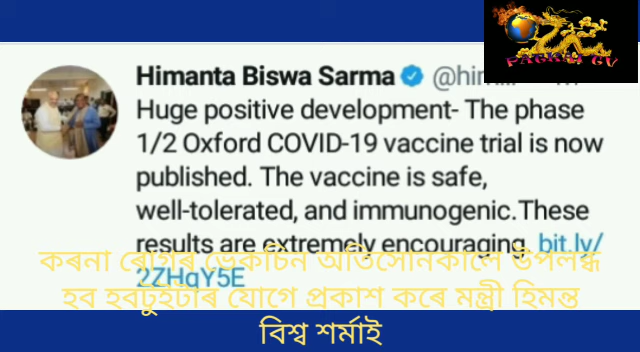 PAGKAI GV
Himanta Biswa Sarma
Huge positive development- The phase
1/2 Oxford COVID-19 vaccine trial is now
published. The vaccine is safe,
well-tolerated, and immunogenic.These
results are extremely encouraging. bit.ly/
2ZHqY5E
কৰনা ৰোগৰ ভেকচিন অতিসোনকালে উপলব্ধ
হব হবটুইটাৰ যোগে প্ৰকাশ কৰে মন্ত্ৰী হিমন্ত
বিশ্ব শৰ্মাই